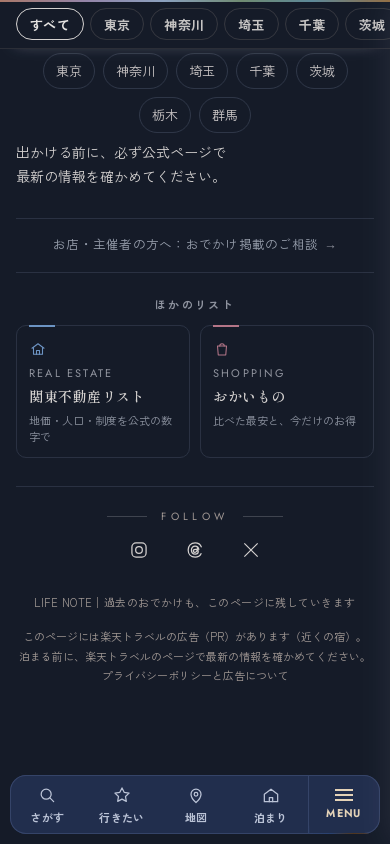 すべて 東京 神奈川 埼玉 千葉 茨城
東京 神奈川 埼玉 千葉 茨城
栃木 群馬
出かける前に、必ず公式ページで
最新の情報を確かめてください。
お店・主催者の方へ：おでかけ掲載のご相談 →
ほかのリスト
REAL ESTATE
関東不動産リスト
地価・人口・制度を公式の数
字で
SHOPPING
おかいもの
比べた最安と、今だけのお得
FOLLOW
LIFE NOTE｜過去のおでかけも、このページに残していきます
このページには楽天トラベルの広告（PR）があります（近くの宿）。
泊まる前に、楽天トラベルのページで最新の情報を確かめてください。
プライバシーポリシーと広告について
さがす 行きたい 地図 泊まり MENU